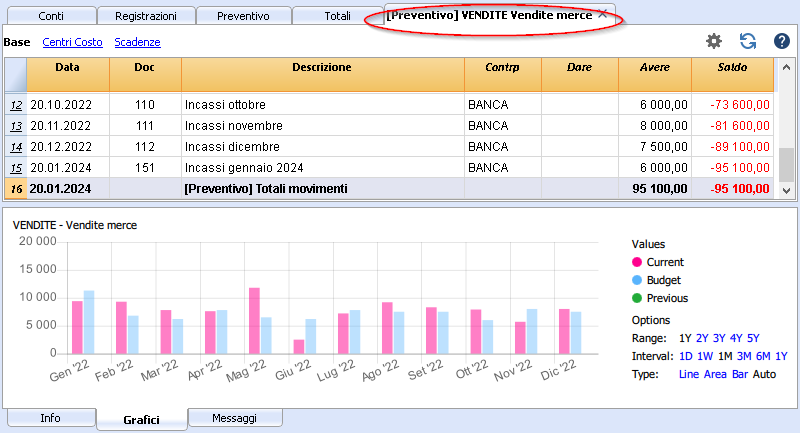 Conti Registrazioni Preventivo Totali [Preventivo] VENDITE Vendite merce
Base Centri Costo Scadenze
Data Doc Descrizione Contrp Dare Avere Saldo
12 20.10.2022 110 Incassi ottobre BANCA 6 000,00 -73 600,00
13 20.11.2022 111 Incassi novembre BANCA 8 000,00 -81 600,00
14 20.12.2022 112 Incassi dicembre BANCA 7 500,00 -89 100,00
15 20.01.2024 151 Incassi gennaio 2024 BANCA 6 000,00 -95 100,00
16 20.01.2024 [Preventivo] Totali movimenti 95 100,00 -95 100,00
VENDITE - Vendite merce
20 000
15 000
10 000
5 000
0
Gen '22 Feb '22 Mar '22 Apr '22 Mag '22 Giu '22 Lug '22 Ago '22 Set '22 Ott '22 Nov '22 Dic '22
Values
Current
Budget
Previous
Options
Range: 1Y 2Y 3Y 4Y 5Y
Interval: 1D 1W 1M 3M 6M 1Y
Type: Line Area Bar Auto
Info Grafici Messaggi